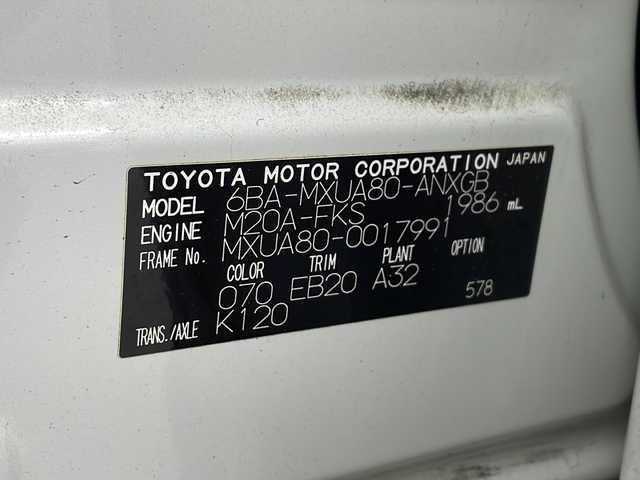 TOYOTA MOTOR CORPORATION JAPAN
MODEL 6BA-MXUA80-ANXGB
ENGINE M20A-FKS 1986 mL
FRAME No. MXUA80-0017991
COLOR TRIM PLANT OPTION
070 EB20 A32 578
TRANS./AXLE K120